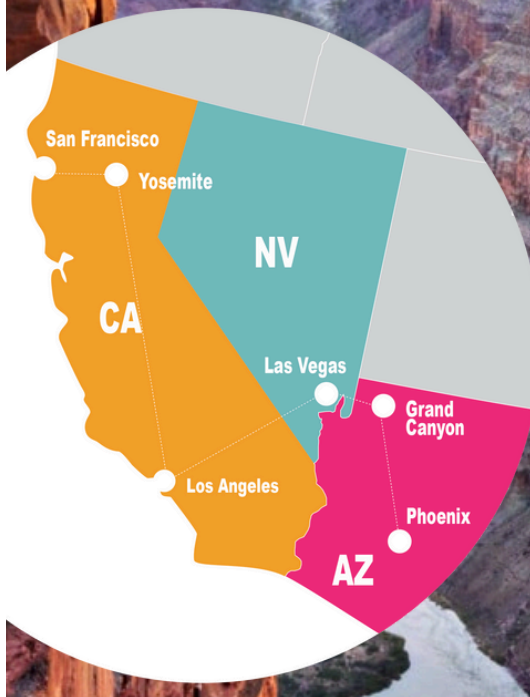 San Francisco
Yosemite
NV
CA
Las Vegas
Grand
Canyon
Los Angeles
Phoenix
AZ